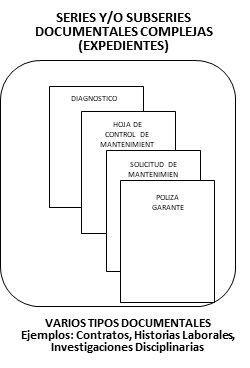 SERIES Y/O SUBSERIES
DOCUMENTALES COMPLEJAS
(EXPEDIENTES)
DIAGNOSTICO
HOJA DE
CONTROL DE
MANTENIMIENT
SOLICITUD DE
MANTENIMIEN
POLIZA
GARANTE
VARIOS TIPOS DOCUMENTALES
Ejemplos: Contratos, Historias Laborales,
Investigaciones Disciplinarias